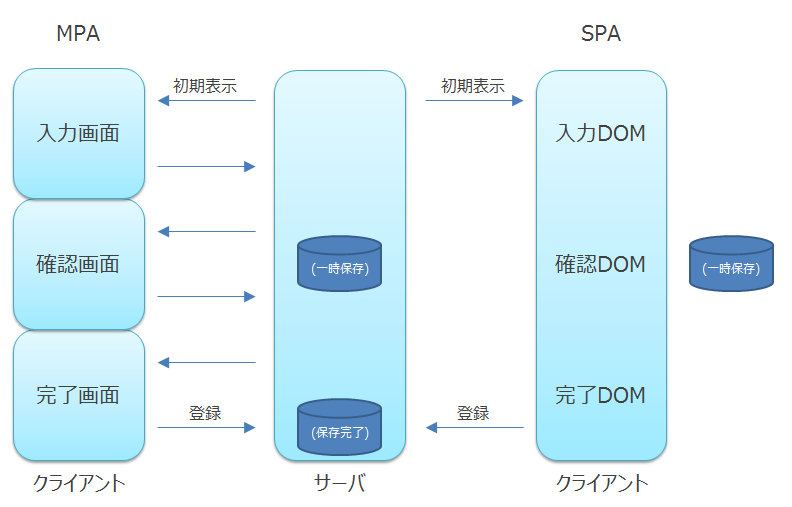 MPA
SPA
初期表示
初期表示
入力画面
入力DOM
確認画面
(一時保存)
確認DOM
(一時保存)
完了画面
完了DOM
登録
(保存完了)
登録
クライアント
サーバ
クライアント